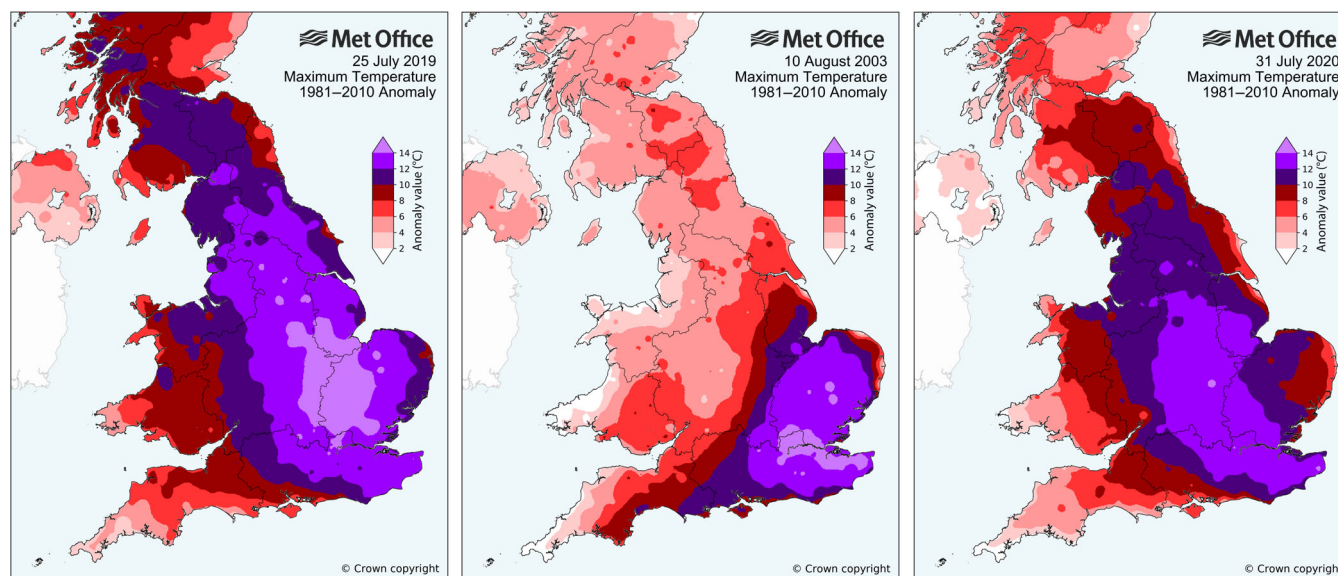 Met Office
25 July 2019
Maximum Temperature
1981−2010 Anomaly
14
12
10
8
6
4
2
Anomaly value (°C)
© Crown copyright
Met Office
10 August 2003
Maximum Temperature
1981−2010 Anomaly
14
12
10
8
6
4
2
Anomaly value (°C)
© Crown copyright
Met Office
31 July 2020
Maximum Temperature
1981−2010 Anomaly
14
12
10
8
6
4
2
Anomaly value (°C)
© Crown copyright